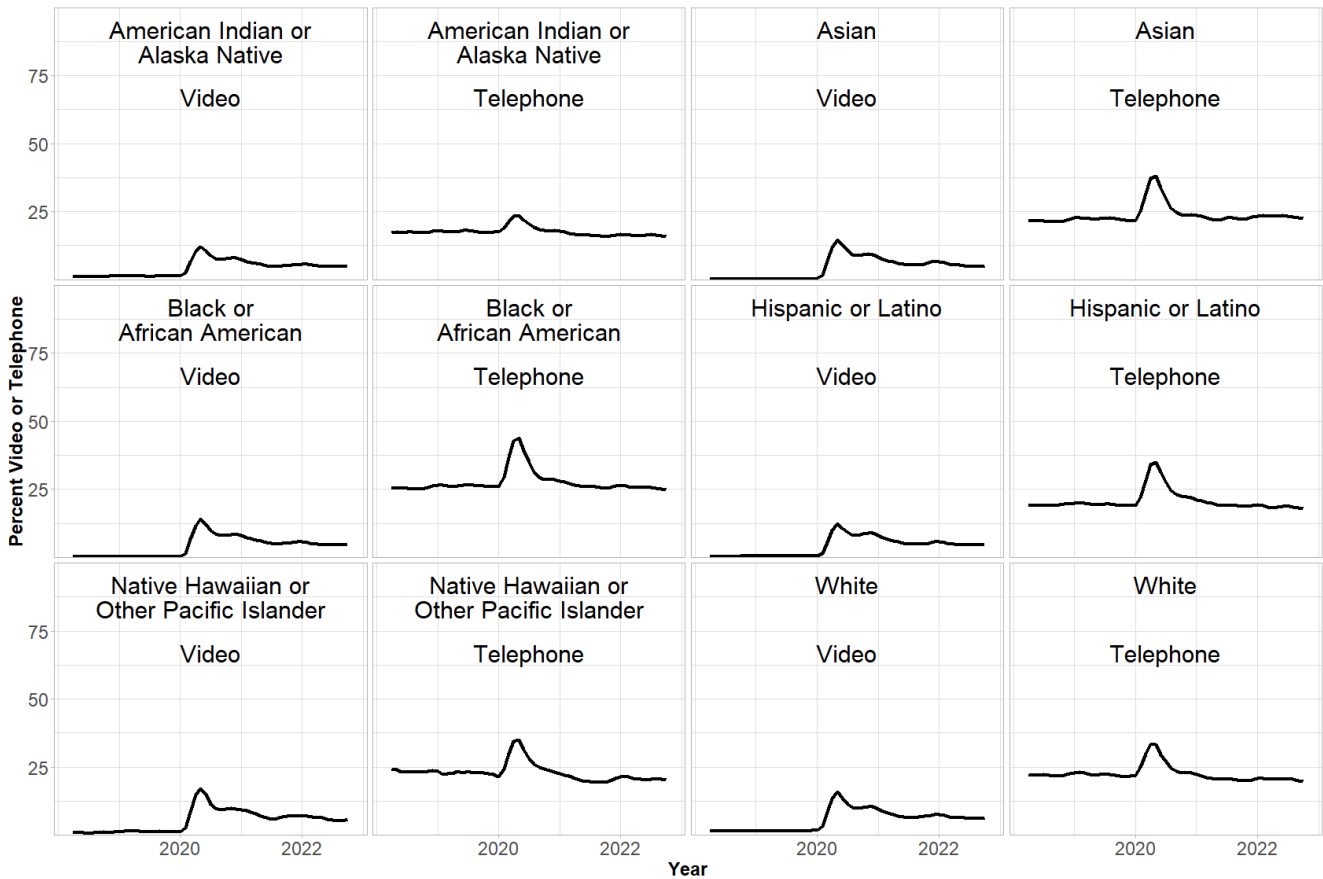 American Indian or
Alaska Native
Video
American Indian or
Alaska Native
Telephone
Asian
Video
Asian
Telephone
75
50
25
Black or
African American
Video
Black or
African American
Telephone
Hispanic or Latino
Video
Hispanic or Latino
Telephone
75
50
25
Native Hawaiian or
Other Pacific Islander
Video
Native Hawaiian or
Other Pacific Islander
Telephone
White
Video
White
Telephone
75
50
25
2020 2022 2020 2022 2020 2022 2020 2022
Year
Percent Video or Telephone